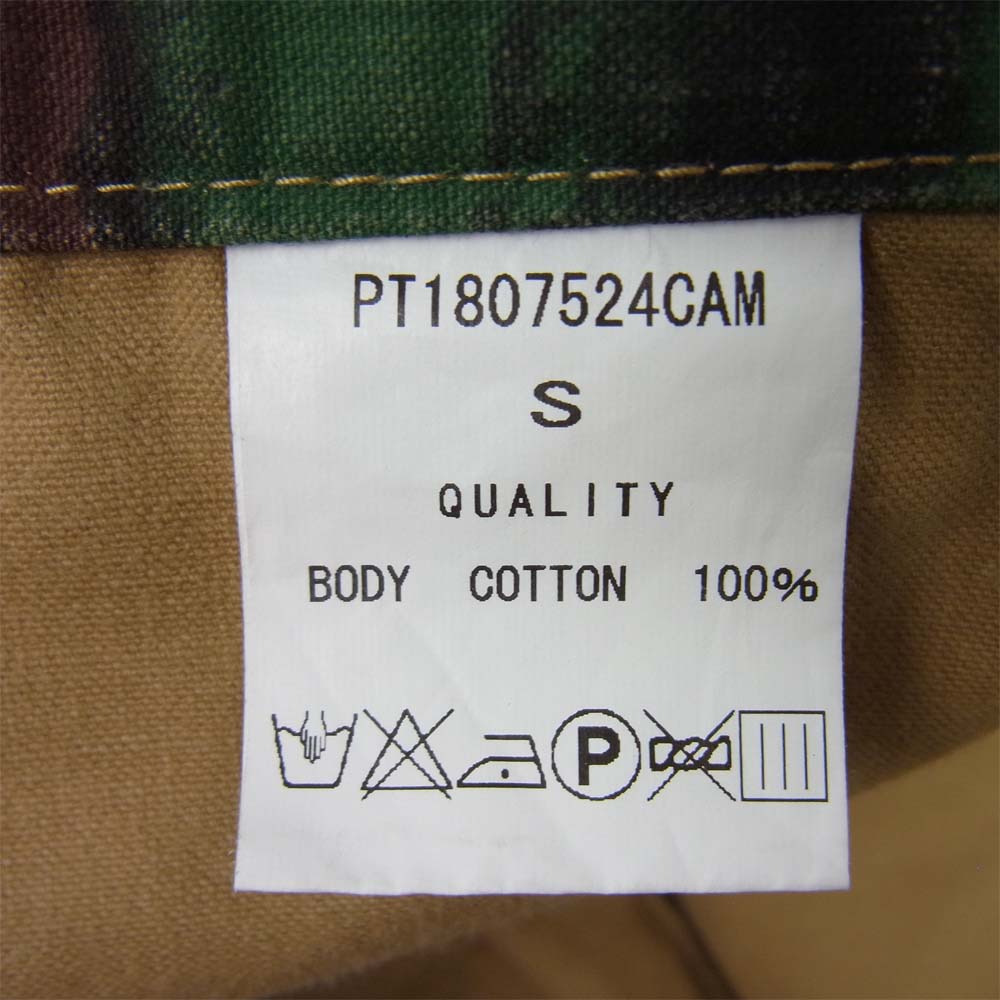 PT1807524CAM
S
QUALITY
BODY COTTON 100%
P